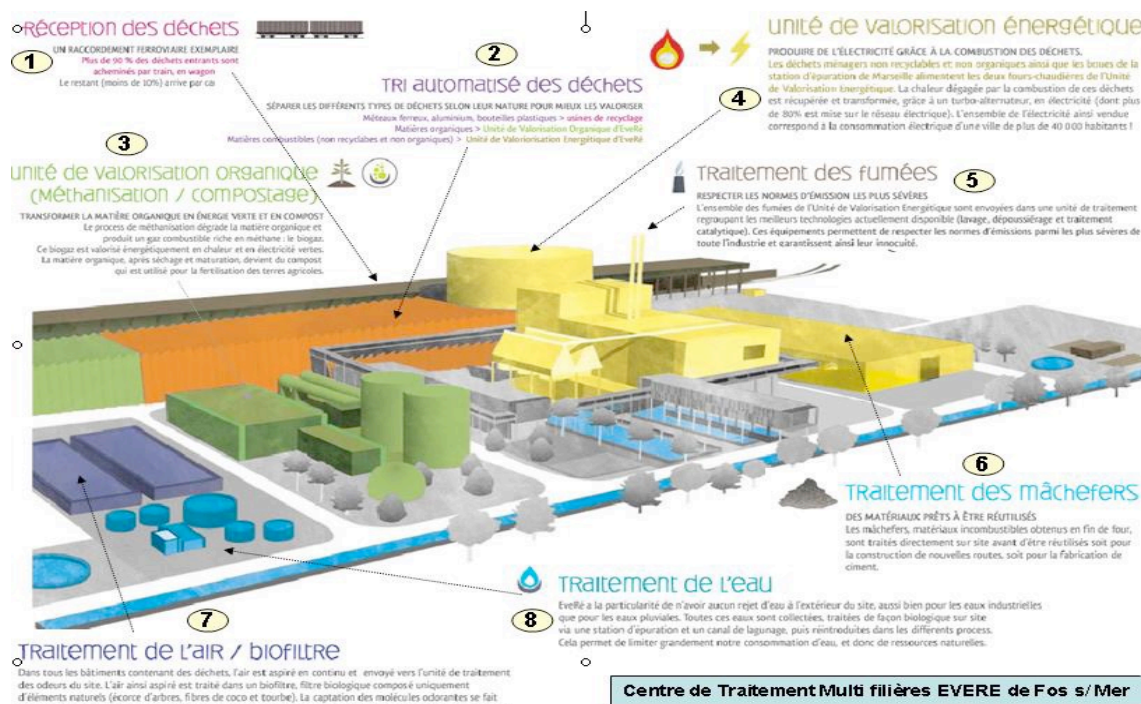 RÉCEPTION DES DÉCHETS
1
UN RACCORDEMENT FERROVIAIRE EXEMPLAIRE
Plus de 90 % des déchets entrants sont
acheminés par train, en wagon
Le restant (moins de 10%) arrive par ca
2
TRI AUTOMATISÉ DES DÉCHETS
SÉPARER LES DIFFÉRENTS TYPES DE DÉCHETS SELON LEUR NATURE POUR MIEUX LES VALORISER
Méteaux ferreux, aluminium, bouteilles plastiques > usines de recyclage
Matières organiques > Unité de Valorisation Organique d'EveRé
Matières combustibles (non recyclabes et non organiques) > Unité de Valorisation Energétique d'EveRé
UNITÉ DE VALORISATION ÉNERGÉTIQUE
PRODUIRE DE L'ÉLECTRICITÉ GRÂCE À LA COMBUSTION DES DÉCHETS.
Les déchets ménagers non recyclables et non organiques ainsi que les boues de la
station d'épuration de Marseille alimentent les deux fours-chaudières de l'Unité
de Valorisation Energétique. La chaleur dégagée par la combustion de ces déchets
est récupérée et transformée, grâce à un turbo-alternateur, en électricité (dont plus
de 80% est mise sur le réseau électrique). L'ensemble de l'électricité ainsi vendue
correspond à la consommation électrique d'une ville de plus de 40 000 habitants !
4
3
UNITÉ DE VALORISATION ORGANIQUE
(MÉTHANISATION / COMPOSTAGE)
TRANSFORMER LA MATIÈRE ORGANIQUE EN ÉNERGIE VERTE ET EN COMPOST
Le process de méthanisation dégrade la matière organique et
produit un gaz combustible riche en méthane : le biogaz.
Ce biogaz est valorisé énergétiquement en chaleur et en électricité vertes.
La matière organique, après séchage et maturation, devient du compost
qui est utilisé pour la fertilisation des terres agricoles.
TRAITEMENT DES FUMÉES
5
RESPECTER LES NORMES D'ÉMISSION LES PLUS SÉVÈRES
L'ensemble des fumées de l'Unité de Valorisation Energétique sont envoyées dans une unité de traitement
regroupant les meilleurs technologies actuellement disponible (lavage, dépoussiérage et traitement
catalytique). Ces équipements permettent de respecter les normes d'émissions parmi les plus sévères de
toute l'industrie et garantissent ainsi leur innocuité.
6
TRAITEMENT DES MÂCHEFERS
DES MATÉRIAUX PRÊTS À ÊTRE RÉUTILISÉS
Les mâchefers, matériaux incombustibles obtenus en fin de four,
sont traités directement sur site avant d'être réutilisés soit pour
la construction de nouvelles routes, soit pour la fabrication de
ciment.
8
TRAITEMENT DE L'EAU
EveRé a la particularité de n'avoir aucun rejet d'eau à l'extérieur du site, aussi bien pour les eaux industrielles
que pour les eaux pluviales. Toutes ces eaux sont collectées, traitées de façon biologique sur site
via une station d'épuration et un canal de lagunage, puis réintroduites dans les différents process.
Cela permet de limiter grandement notre consommation d'eau, et donc de ressources naturelles.
7
TRAITEMENT DE L'AIR / BIOFILTRE
Dans tous les bâtiments contenant des déchets, l'air est aspiré en continu et envoyé vers l'unité de traitement
des odeurs du site. L'air ainsi aspiré est traité dans un biofiltre, filtre biologique composé uniquement
d'éléments naturels (écorce d'arbres, fibres de coco et tourbe). La captation des molécules odorantes se fait
Centre de Traitement Multi filières EVERE de Fos s/ Mer